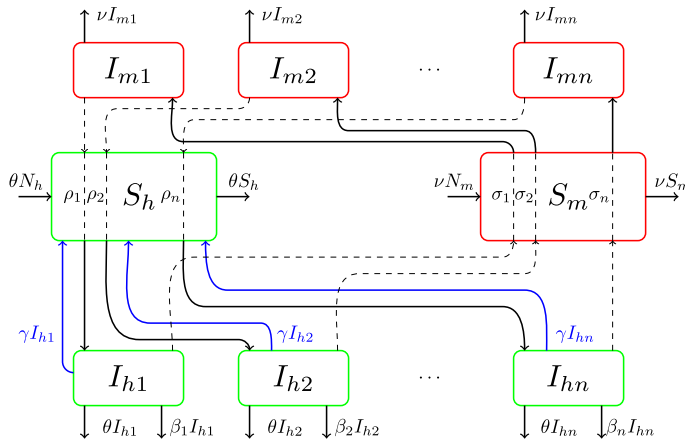 νI_{m1} νI_{m2} νI_{mn}
I_{m1} I_{m2} ... I_{mn}
θN_h ρ_1 ρ_2 S_h ρ_n θS_h νN_m σ_1 σ_2 S_m σ_n νS_m
γI_{h1} γI_{h2} γI_{hn}
I_{h1} I_{h2} ... I_{hn}
θI_{h1} β_1I_{h1} θI_{h2} β_2I_{h2} θI_{hn} β_nI_{hn}